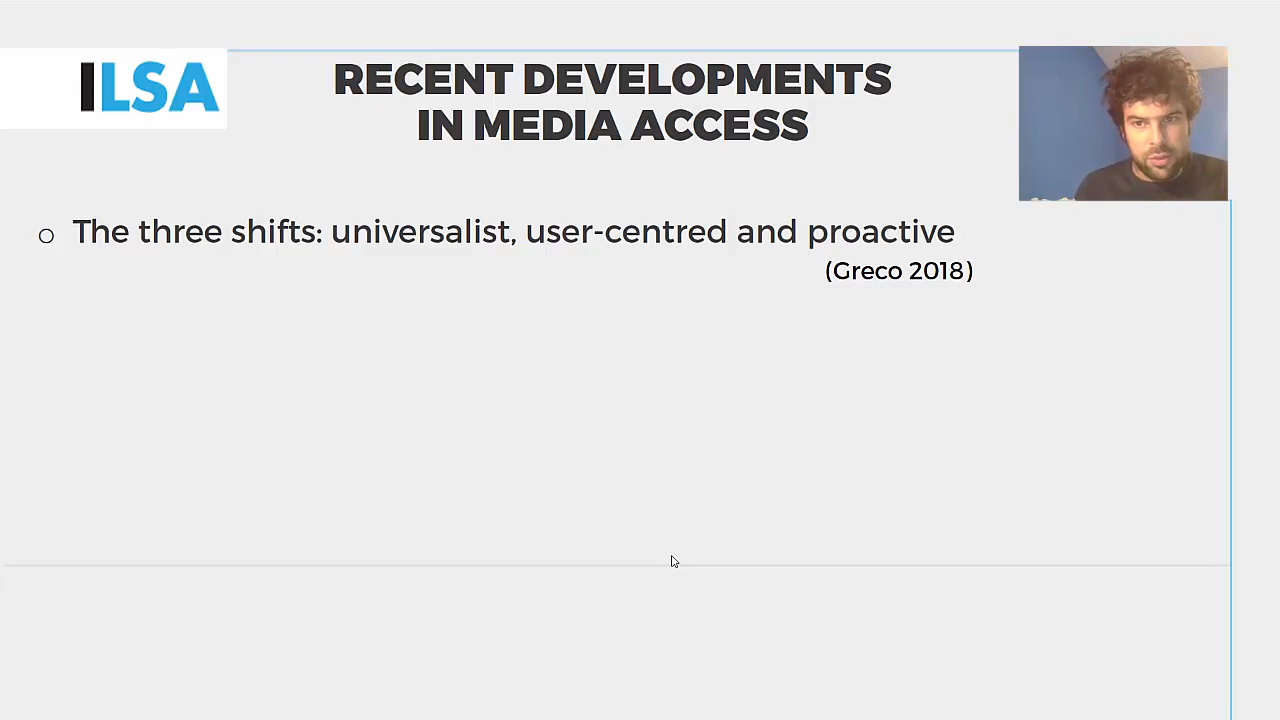 ILSA
RECENT DEVELOPMENTS
IN MEDIA ACCESS
o The three shifts: universalist, user-centred and proactive
(Greco 2018)